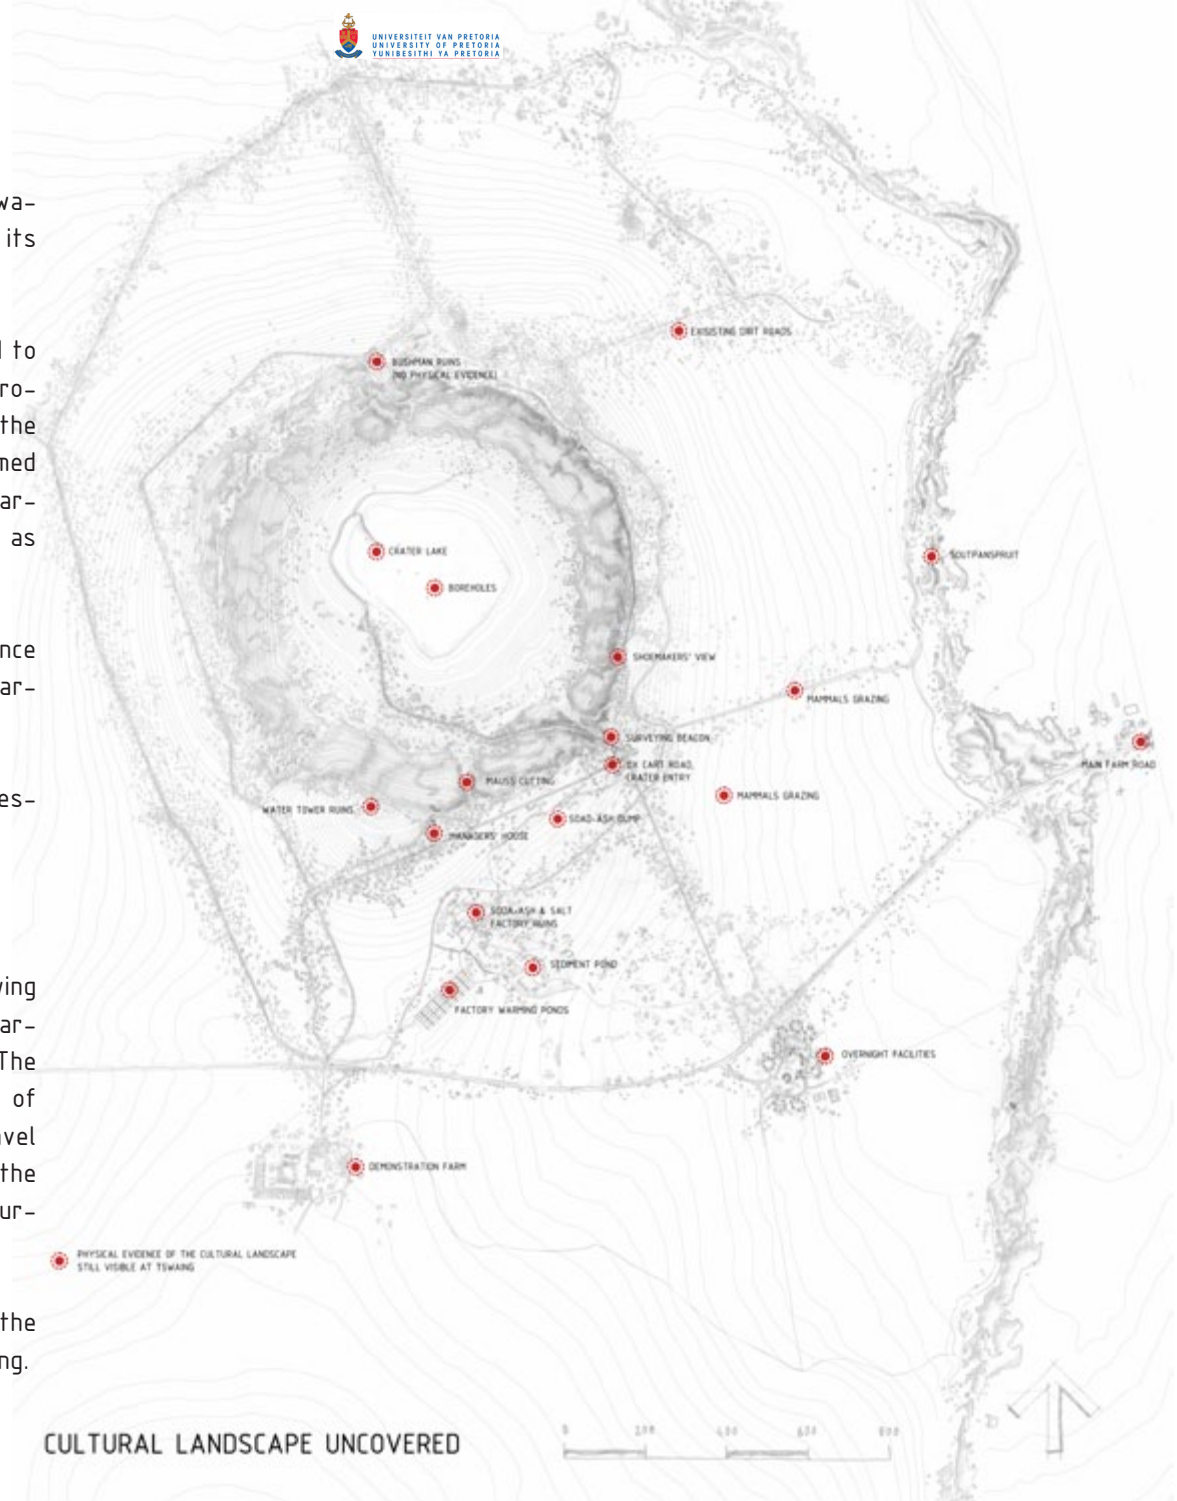 UNIVERSITEIT VAN PRETORIA
UNIVERSITY OF PRETORIA
YUNIBESITHI YA PRETORIA
wa-
its
to
ro-
the
med
ar-
as
nce
ar-
es-
ing
ar-
The
of
avel
the
ur-
the
ng.
EXISISTING DIRT ROADS
BUSHMAN RUINS
(NO PHYSICAL EVIDENCE)
CRATER LAKE
SOUTPANSPRUIT
BOREHOLES
SHOEMAKERS' VIEW
MAMMALS GRAZING
SURVEYING BEACON
OX CART ROAD,
CRATER ENTRY
MAIN FARM ROAD
MAUSS CUTTING
MAMMALS GRAZING
WATER TOWER RUINS
SOAD-ASH DUMP
MANAGERS' HOUSE
SODA-ASH & SALT
FACTORY RUINS
SEDIMENT POND
FACTORY WARMING PONDS
OVERNIGHT FACILITIES
DEMONSTRATION FARM
PHYSICAL EVIDENCE OF THE CULTURAL LANDSCAPE
STILL VISIBLE AT TSWAING
CULTURAL LANDSCAPE UNCOVERED
0 200 400 600 800